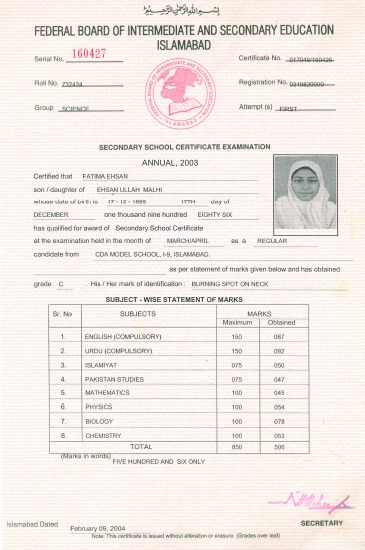 بسم اللہ الرحمن الرحیم
FEDERAL BOARD OF INTERMEDIATE AND SECONDARY EDUCATION
ISLAMABAD
Serial No. 160427
Certificate No. 017049/160426
Roll No. 732424
Registration No. 0319829000
Group SCIENCE
Attempt (s) FIRST
FEDERAL BOARD OF INTERMEDIATE AND SECONDARY EDUCATION
ISLAMABAD
SECONDARY SCHOOL CERTIFICATE EXAMINATION
ANNUAL, 2003
Certified that FATIMA EHSAN
son / daughter of EHSAN ULLAH MALHI
whose date of birth is 17 - 12 - 1986 17TH day of
DECEMBER one thousand nine hundred EIGHTY SIX
has qualified for award of Secondary School Certificate
at the examination held in the month of MARCH/APRIL as a REGULAR
candidate from CDA MODEL SCHOOL, I-9, ISLAMABAD.
as per statement of marks given below and has obtained
grade C . His / Her mark of identification : BURNING SPOT ON NECK
SUBJECT - WISE STATEMENT OF MARKS
Sr. No SUBJECTS MARKS
Maximum Obtained
1. ENGLISH (COMPULSORY) 150 087
2. URDU (COMPULSORY) 150 092
3. ISLAMIYAT 075 050
4. PAKISTAN STUDIES 075 047
5. MATHEMATICS 100 045
6. PHYSICS 100 054
7. BIOLOGY 100 078
8. CHEMISTRY 100 053
TOTAL 850 506
(Marks in words) FIVE HUNDRED AND SIX ONLY
Islamabad Dated February 09, 2004
SECRETARY
Note: This certificate is issued without alteration or erasure. (Grades over leaf)